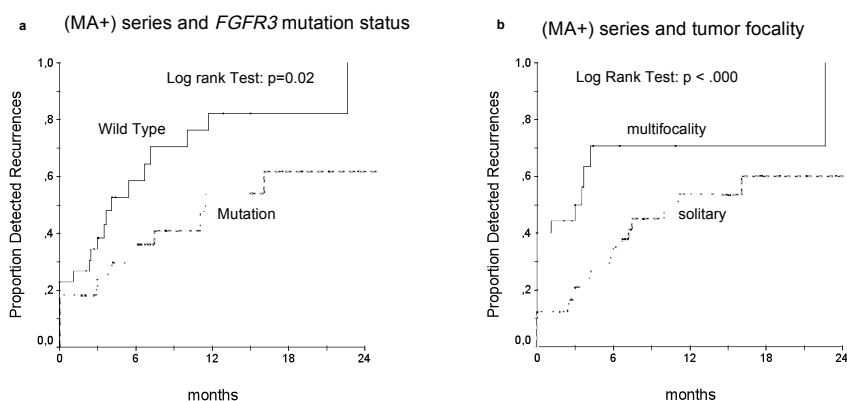 a (MA+) series and FGFR3 mutation status
1,0
,8
,6
,4
,2
0,0
Proportion Detected Recurrences
Log rank Test: p=0.02
Wild Type
Mutation
0 6 12 18 24
months
b (MA+) series and tumor focality
1,0
,8
,6
,4
,2
0,0
Proportion Detected Recurrences
Log Rank Test: p < .000
multifocality
solitary
0 6 12 18 24
months